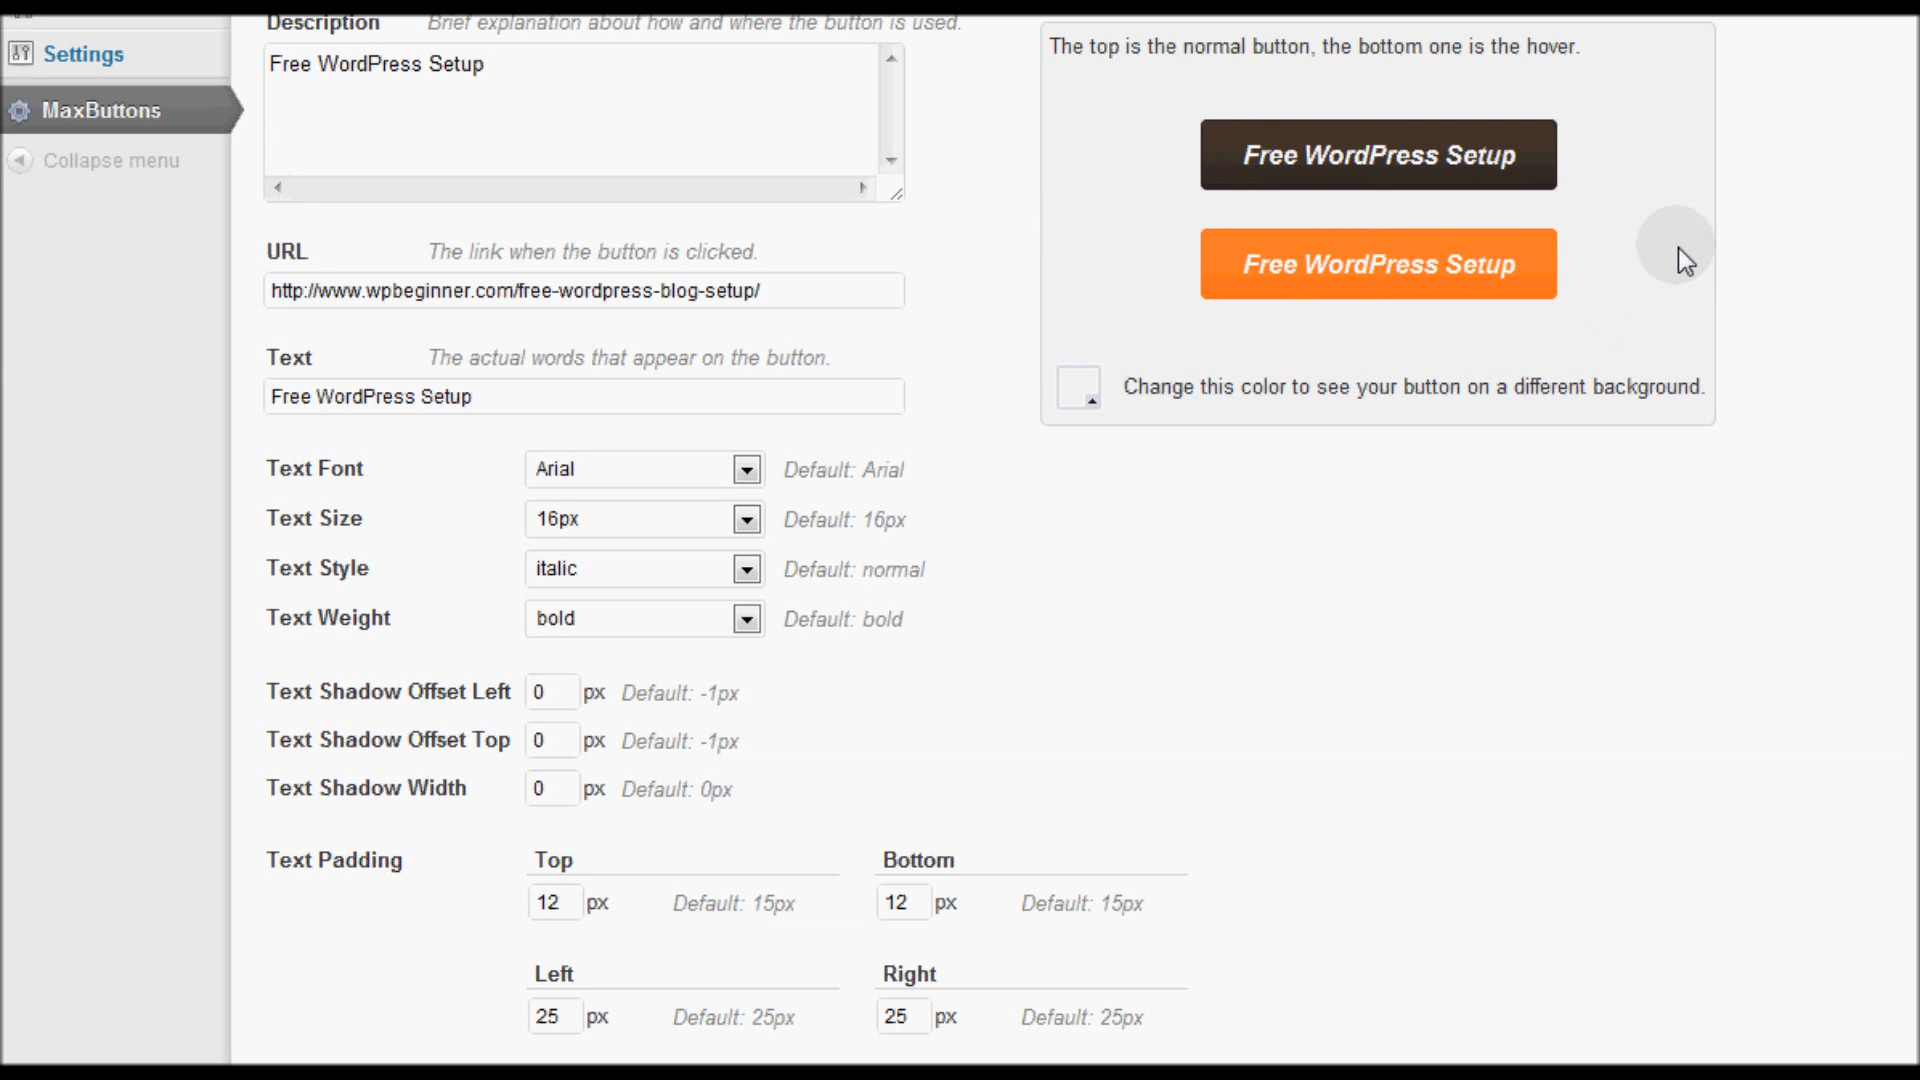 Settings
MaxButtons
Collapse menu
Description Brief explanation about how and where the button is used.
Free WordPress Setup
URL The link when the button is clicked.
http://www.wpbeginner.com/free-wordpress-blog-setup/
Text The actual words that appear on the button.
Free WordPress Setup
Text Font Arial Default: Arial
Text Size 16px Default: 16px
Text Style italic Default: normal
Text Weight bold Default: bold
Text Shadow Offset Left 0 px Default: -1px
Text Shadow Offset Top 0 px Default: -1px
Text Shadow Width 0 px Default: 0px
Text Padding Top Bottom
12 px Default: 15px 12 px Default: 15px
Left Right
25 px Default: 25px 25 px Default: 25px
The top is the normal button, the bottom one is the hover.
Free WordPress Setup
Free WordPress Setup
Change this color to see your button on a different background.